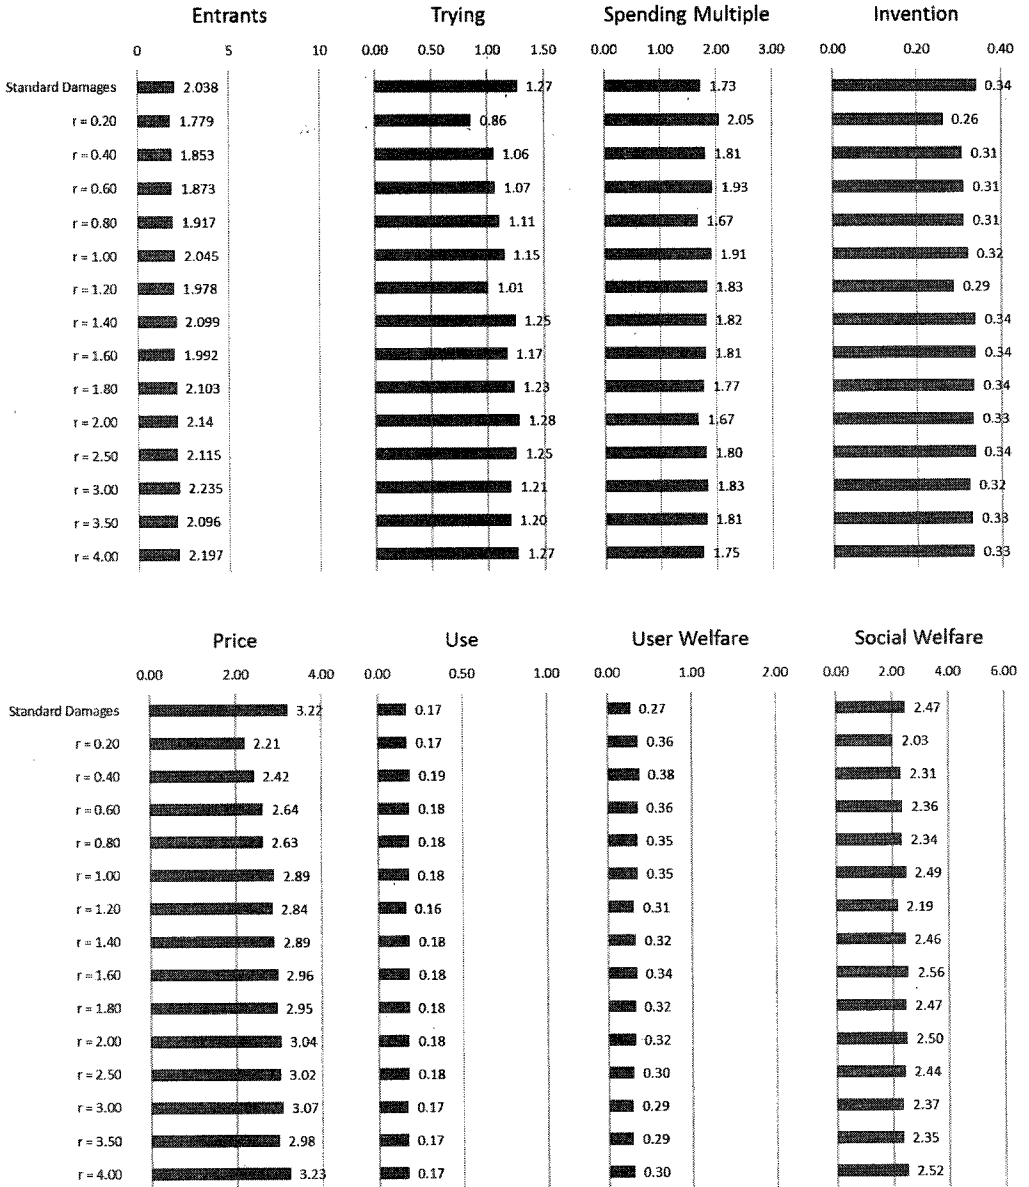 Entrants Trying Spending Multiple Invention
0 5 10 0.00 0.50 1.00 1.50 0.00 1.00 2.00 3.00 0.00 0.20 0.40
Standard Damages 2.038 1.27 1.73 0.34
r = 0.20 1.779 0.86 2.05 0.26
r = 0.40 1.853 1.06 1.81 0.31
r = 0.60 1.873 1.07 1.93 0.31
r = 0.80 1.917 1.11 1.67 0.31
r = 1.00 2.045 1.15 1.91 0.32
r = 1.20 1.978 1.01 1.83 0.29
r = 1.40 2.099 1.25 1.82 0.34
r = 1.60 1.992 1.17 1.81 0.34
r = 1.80 2.103 1.23 1.77 0.34
r = 2.00 2.14 1.28 1.67 0.33
r = 2.50 2.115 1.25 1.80 0.34
r = 3.00 2.235 1.21 1.83 0.32
r = 3.50 2.096 1.20 1.81 0.33
r = 4.00 2.197 1.27 1.75 0.33
Price Use User Welfare Social Welfare
0.00 2.00 4.00 0.00 0.50 1.00 0.00 1.00 2.00 0.00 2.00 4.00 6.00
Standard Damages 3.22 0.17 0.27 2.47
r = 0.20 2.21 0.17 0.36 2.03
r = 0.40 2.42 0.19 0.38 2.31
r = 0.60 2.64 0.18 0.36 2.36
r = 0.80 2.63 0.18 0.35 2.34
r = 1.00 2.89 0.18 0.35 2.49
r = 1.20 2.84 0.16 0.31 2.19
r = 1.40 2.89 0.18 0.32 2.46
r = 1.60 2.96 0.18 0.34 2.56
r = 1.80 2.95 0.18 0.32 2.47
r = 2.00 3.04 0.18 0.32 2.50
r = 2.50 3.02 0.18 0.30 2.44
r = 3.00 3.07 0.17 0.29 2.37
r = 3.50 2.98 0.17 0.29 2.35
r = 4.00 3.23 0.17 0.30 2.52